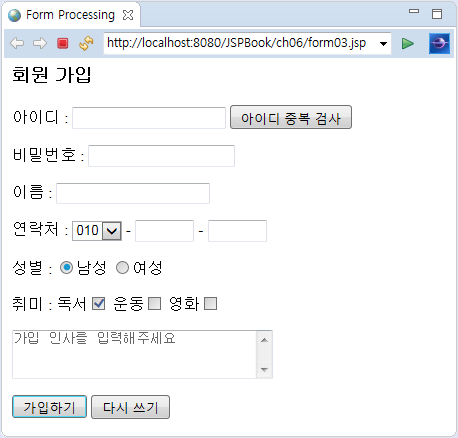 Form Processing
http://localhost:8080/JSPBook/ch06/form03.jsp
회원 가입
아이디 : 아이디 중복 검사
비밀번호 :
이름 :
연락처 : 010 - -
성별 : 남성 여성
취미 : 독서 운동 영화
가입 인사를 입력해주세요
가입하기 다시 쓰기